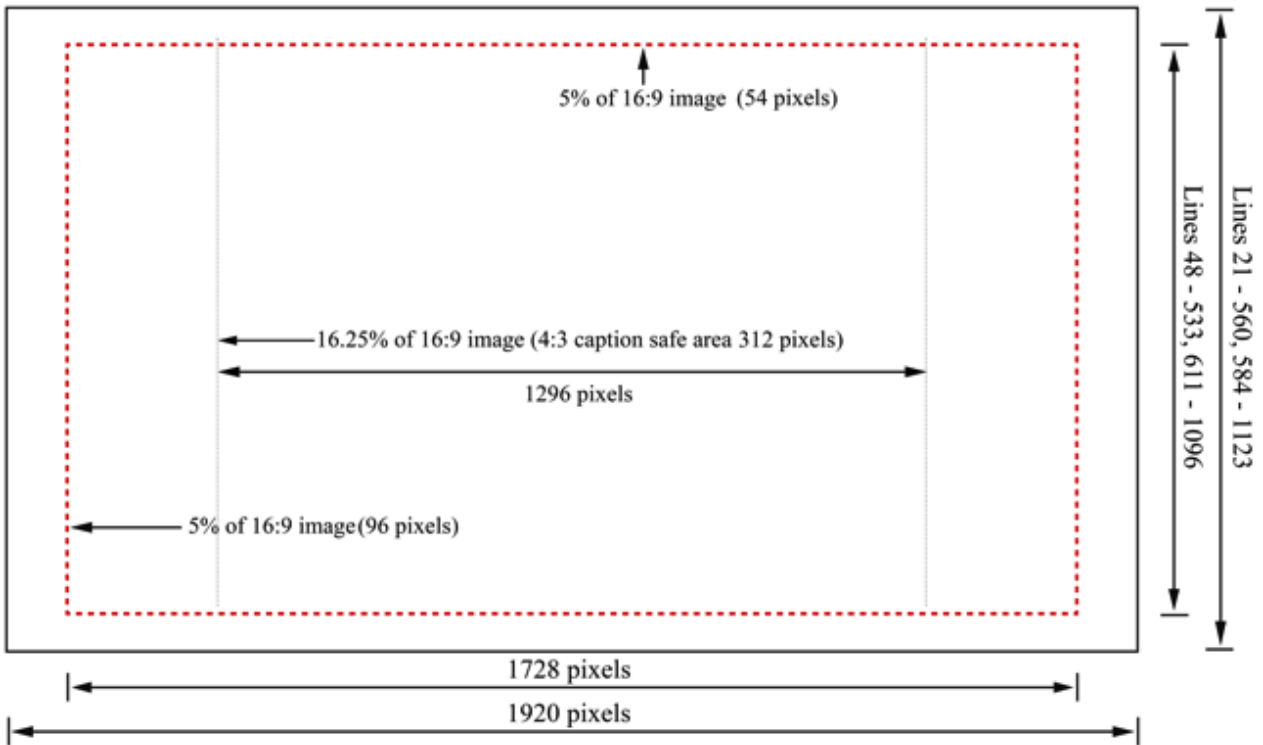 5% of 16:9 image (54 pixels)
16.25% of 16:9 image (4:3 caption safe area 312 pixels)
1296 pixels
5% of 16:9 image (96 pixels)
Lines 48 - 533, 611 - 1096
Lines 21 - 560, 584 - 1123
1728 pixels
1920 pixels